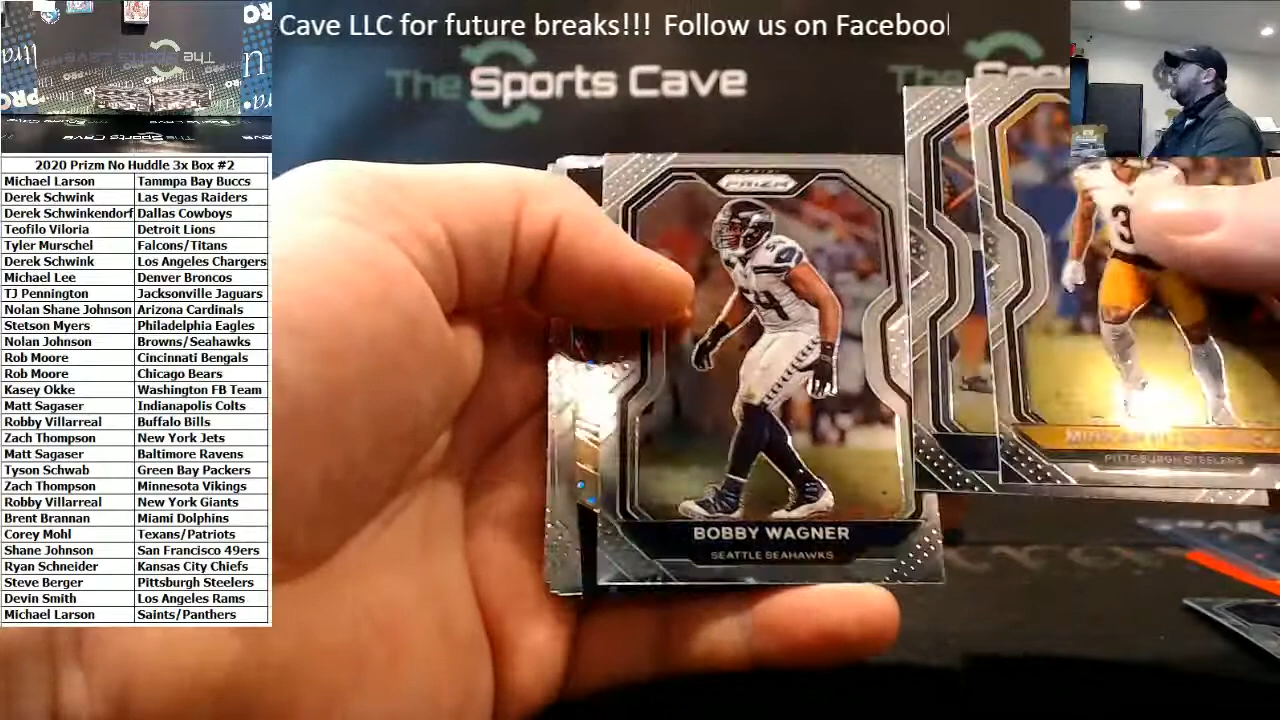 Cave LLC for future breaks!!! Follow us on Faceboo
The Sports Cave
The Sports
2020 Prizm No Huddle 3x Box #2
Michael Larson Tammpa Bay Buccs
Derek Schwink Las Vegas Raiders
Derek Schwinkendorf Dallas Cowboys
Teofilo Viloria Detroit Lions
Tyler Murschel Falcons/Titans
Derek Schwink Los Angeles Chargers
Michael Lee Denver Broncos
TJ Pennington Jacksonville Jaguars
Nolan Shane Johnson Arizona Cardinals
Stetson Myers Philadelphia Eagles
Nolan Johnson Browns/Seahawks
Rob Moore Cincinnati Bengals
Rob Moore Chicago Bears
Kasey Okke Washington FB Team
Matt Sagaser Indianapolis Colts
Robby Villarreal Buffalo Bills
Zach Thompson New York Jets
Matt Sagaser Baltimore Ravens
Tyson Schwab Green Bay Packers
Zach Thompson Minnesota Vikings
Robby Villarreal New York Giants
Brent Brannan Miami Dolphins
Corey Mohl Texans/Patriots
Shane Johnson San Francisco 49ers
Ryan Schneider Kansas City Chiefs
Steve Berger Pittsburgh Steelers
Devin Smith Los Angeles Rams
Michael Larson Saints/Panthers
PANINI
PRIZM
54
BOBBY WAGNER
SEATTLE SEAHAWKS
3
PITTSBURGH STEELERS